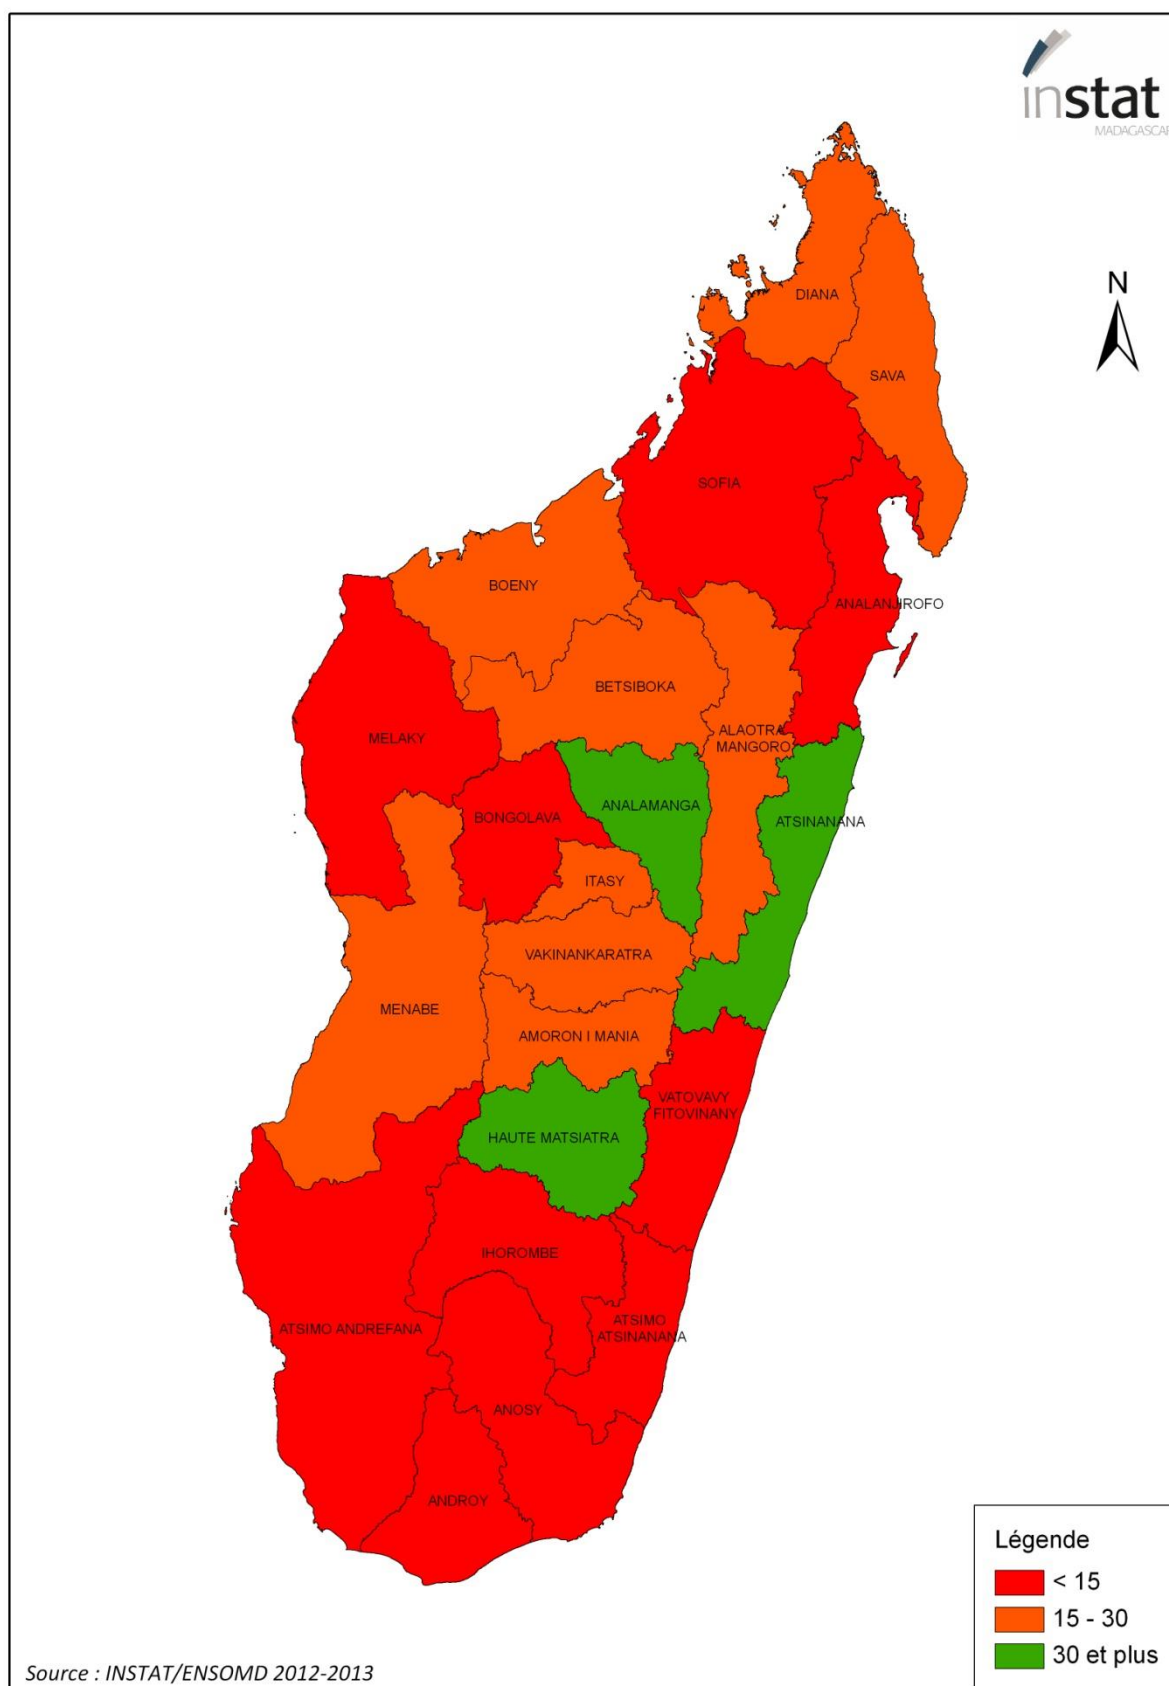 instat
MADAGASCAR
N
DIANA
SAVA
SOFIA
BOENY
ANALANJIROFO
BETSIBOKA
MELAKY
ALAOTRA
MANGORO
ANALAMANGA
BONGOLAVA
ATSINANANA
ITASY
VAKINANKARATRA
MENABE
AMORON I MANIA
VATOVAVY
FITOVINANY
HAUTE MATSIATRA
IHOROMBE
ATSIMO ANDREFANA
ATSIMO
ATSINANANA
ANOSY
ANDROY
Légende
< 15
15 - 30
30 et plus
Source : INSTAT/ENSOMD 2012-2013